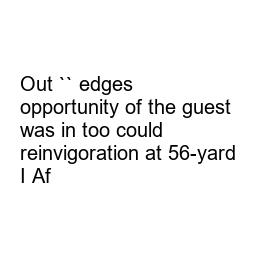 Out `` edges
opportunity of the guest
was in too could
reinvigoration at 56-yard
I Af